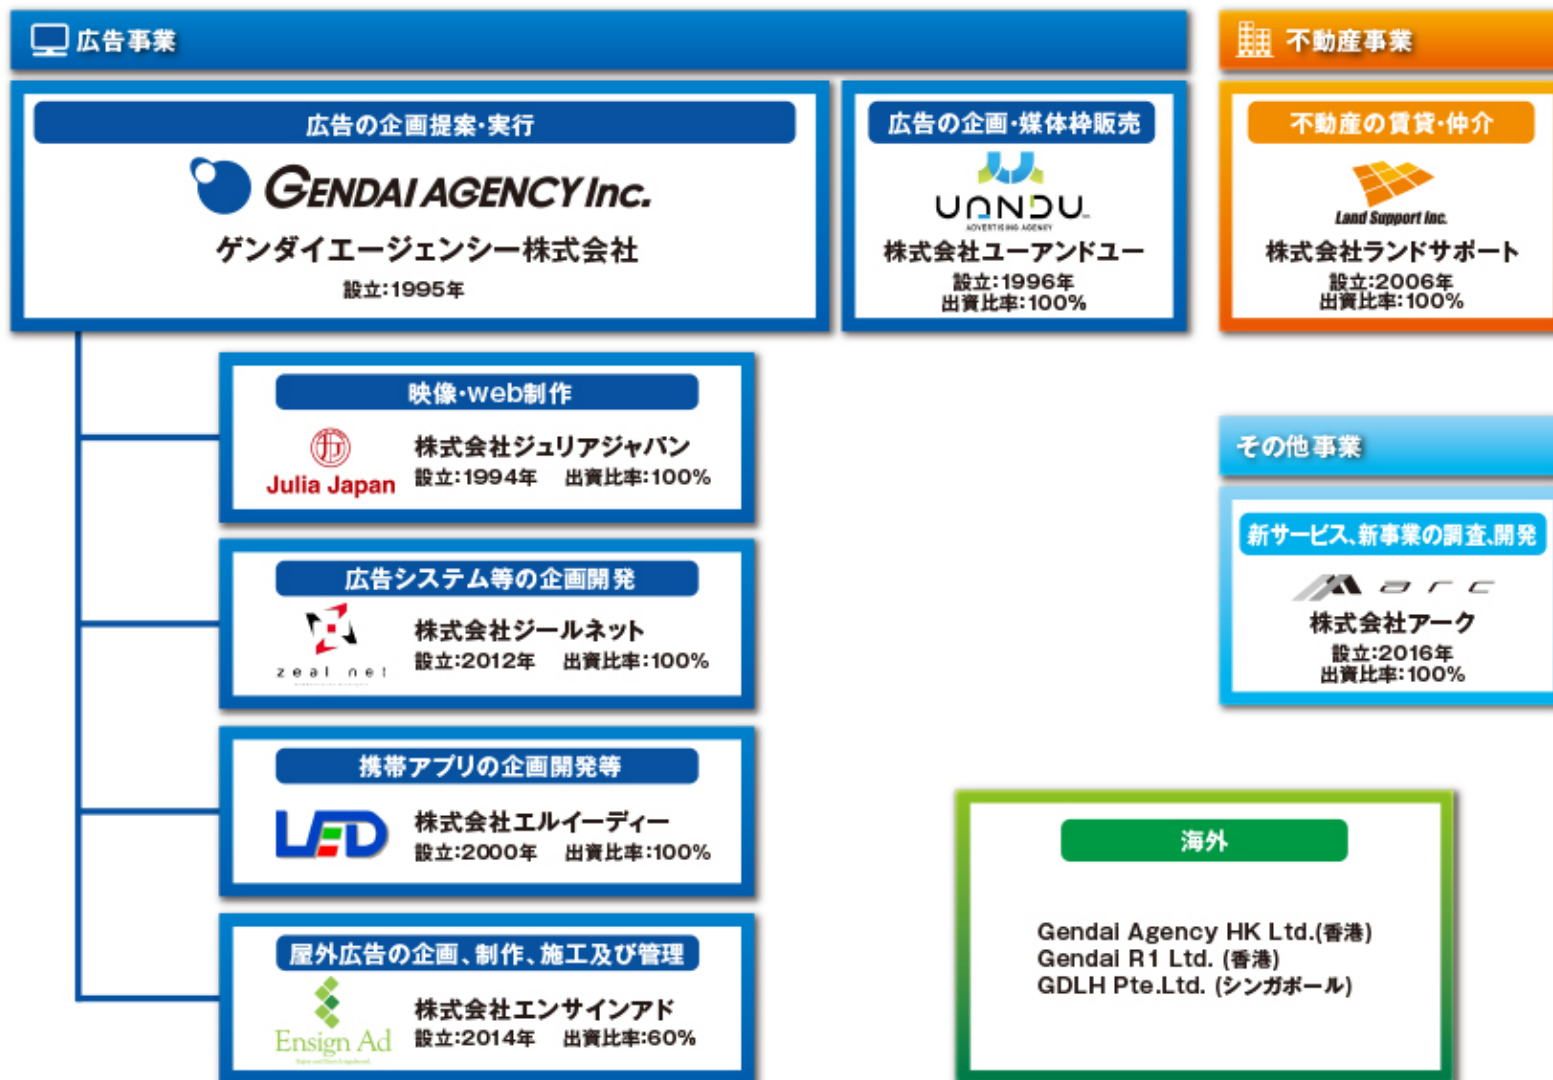 広告事業
広告の企画提案・実行
GENDAI AGENCY Inc.
ゲンダイエージェンシー株式会社
設立:1995年
広告の企画・媒体枠販売
UANDU
ADVERTISING AGENCY
株式会社ユーアンドユー
設立:1996年
出資比率:100%
不動産事業
不動産の賃貸・仲介
Land Support Inc.
株式会社ランドサポート
設立:2006年
出資比率:100%
映像・web制作
Julia Japan
株式会社ジュリアジャパン
設立:1994年 出資比率:100%
広告システム等の企画開発
zeal net
株式会社ジールネット
設立:2012年 出資比率:100%
携帯アプリの企画開発等
LED
株式会社エルイーディー
設立:2000年 出資比率:100%
屋外広告の企画、制作、施工及び管理
Ensign Ad
株式会社エンサインアド
設立:2014年 出資比率:60%
その他事業
新サービス、新事業の調査、開発
arc
株式会社アーク
設立:2016年
出資比率:100%
海外
Gendai Agency HK Ltd.(香港)
Gendai R1 Ltd. (香港)
GDLH Pte.Ltd. (シンガポール)